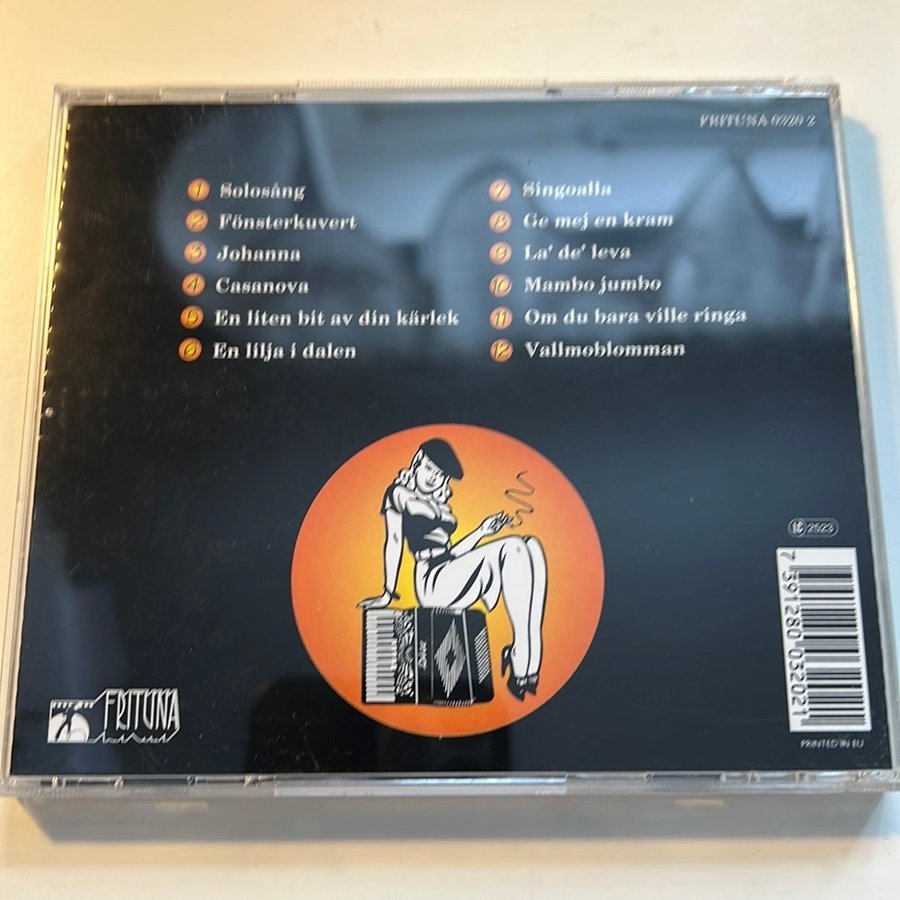 FRITUNA 0320 2
1 Solosång
2 Fönsterkuvert
3 Johanna
4 Casanova
5 En liten bit av din kärlek
6 En lilja i dalen
7 Singoalla
8 Ge mej en kram
9 La' de' leva
10 Mambo jumbo
11 Om du bara ville ringa
12 Vallmoblomman
2523
7 391280 032021
PRINTED IN EU
FRITUNA